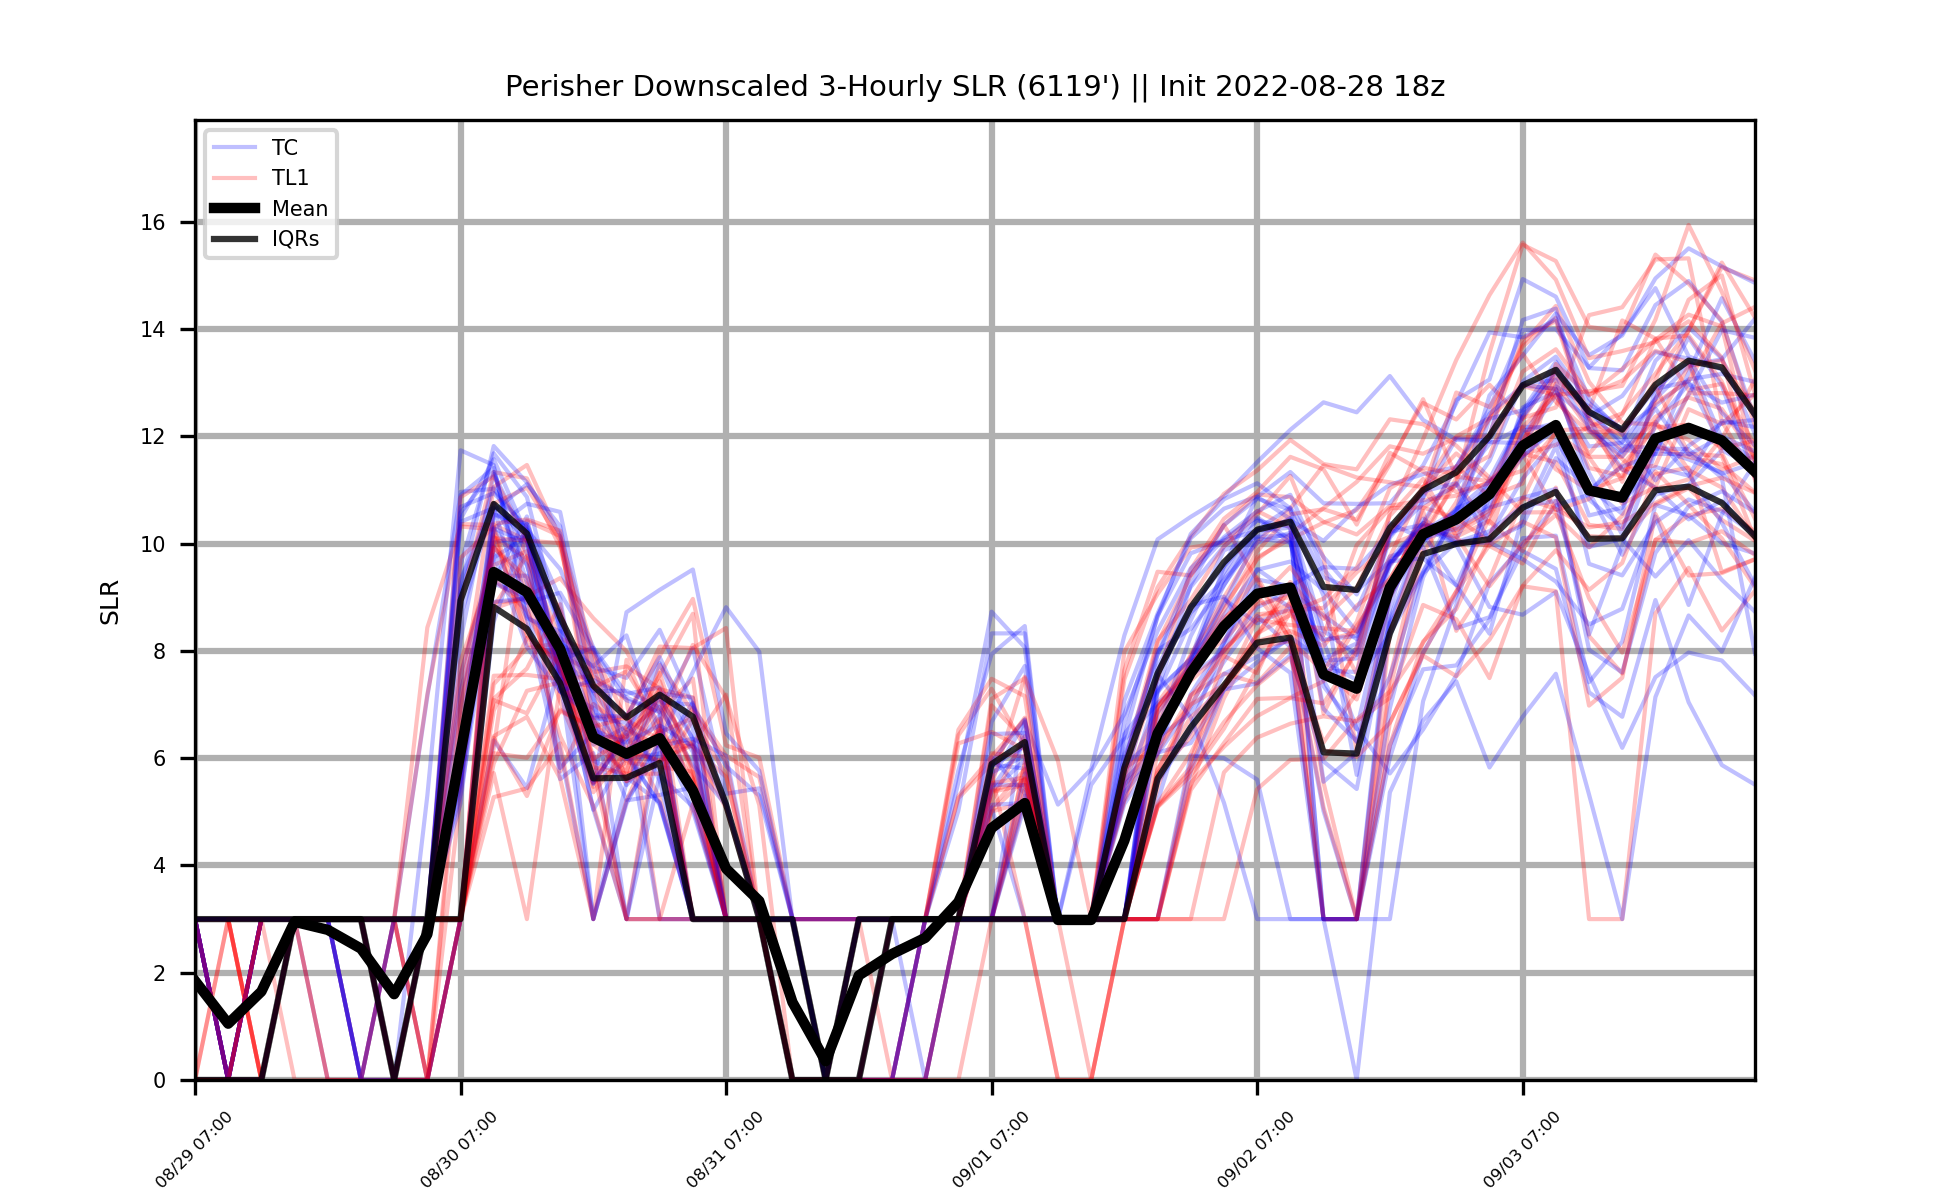 Perisher Downscaled 3-Hourly SLR (6119') || Init 2022-08-28 18z
TC
TL1
Mean
IQRs
SLR
16
14
12
10
8
6
4
2
0
08/29 07:00
08/30 07:00
08/31 07:00
09/01 07:00
09/02 07:00
09/03 07:00